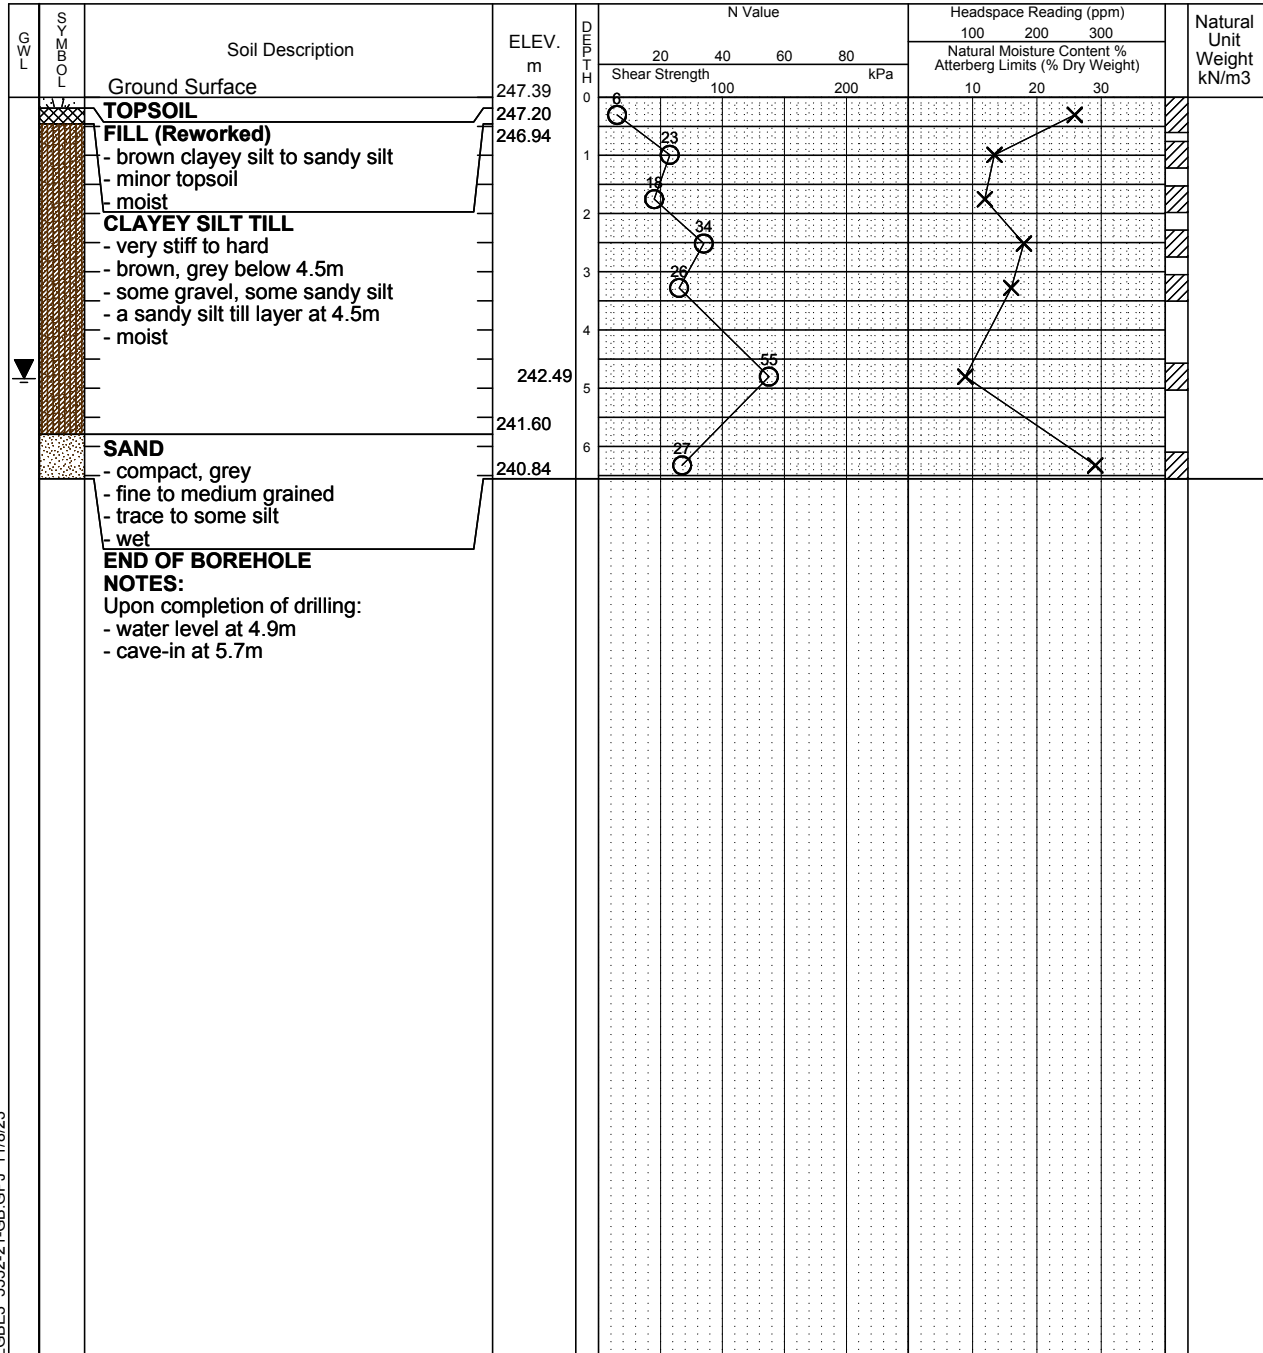 GWL
SYMBOL
Soil Description
Ground Surface
ELEV.
m
DEPTH
N Value
20 40 60 80
Shear Strength kPa
100 200
Headspace Reading (ppm)
100 200 300
Natural Moisture Content %
Atterberg Limits (% Dry Weight)
10 20 30
Natural
Unit
Weight
kN/m3
247.39
0
TOPSOIL
247.20
6
FILL (Reworked)
246.94
- brown clayey silt to sandy silt
23
1
- minor topsoil
- moist
18
2
CLAYEY SILT TILL
34
- very stiff to hard
- brown, grey below 4.5m
26
3
- some gravel, some sandy silt
- a sandy silt till layer at 4.5m
4
- moist
55
242.49
5
241.60
SAND
27
6
- compact, grey
240.84
- fine to medium grained
- trace to some silt
- wet
END OF BOREHOLE
NOTES:
Upon completion of drilling:
- water level at 4.9m
- cave-in at 5.7m